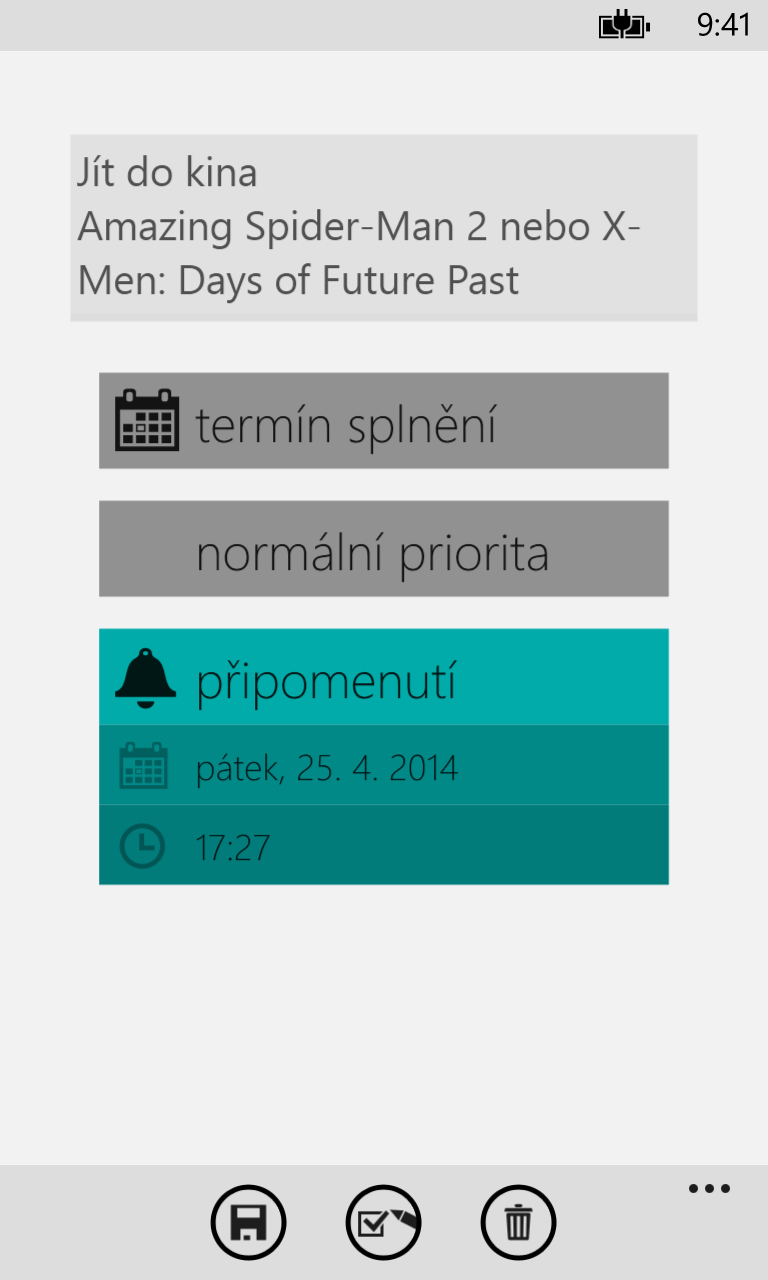 9:41
Jít do kina
Amazing Spider-Man 2 nebo X-
Men: Days of Future Past
termín splnění
normální priorita
připomenutí
pátek, 25. 4. 2014
17:27